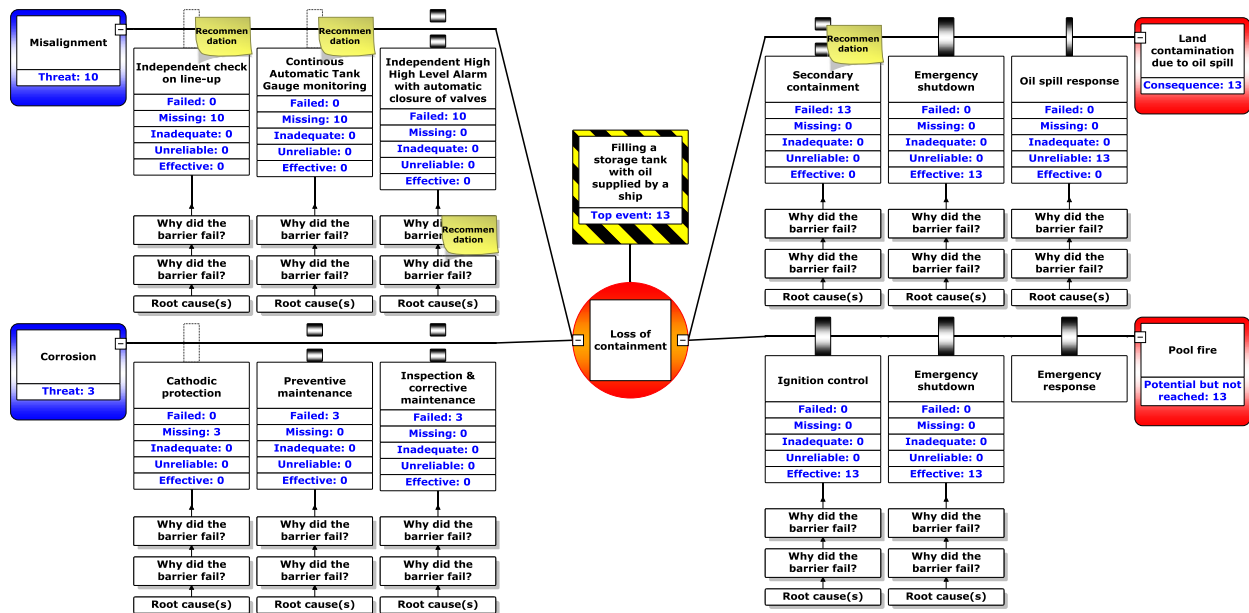 Misalignment
Threat: 10
Recommen
dation
Independent check
on line-up
Failed: 0
Missing: 10
Inadequate: 0
Unreliable: 0
Effective: 0
Why did the
barrier fail?
Why did the
barrier fail?
Root cause(s)
Recommen
dation
Continous
Automatic Tank
Gauge monitoring
Failed: 0
Missing: 10
Inadequate: 0
Unreliable: 0
Effective: 0
Why did the
barrier fail?
Why did the
barrier fail?
Root cause(s)
Independent High
High Level Alarm
with automatic
closure of valves
Failed: 10
Missing: 0
Inadequate: 0
Unreliable: 0
Effective: 0
Why di
barrier
Recommen
dation
Why did the
barrier fail?
Root cause(s)
Corrosion
Threat: 3
Cathodic
protection
Failed: 0
Missing: 3
Inadequate: 0
Unreliable: 0
Effective: 0
Why did the
barrier fail?
Why did the
barrier fail?
Root cause(s)
Preventive
maintenance
Failed: 3
Missing: 0
Inadequate: 0
Unreliable: 0
Effective: 0
Why did the
barrier fail?
Why did the
barrier fail?
Root cause(s)
Inspection &
corrective
maintenance
Failed: 3
Missing: 0
Inadequate: 0
Unreliable: 0
Effective: 0
Why did the
barrier fail?
Why did the
barrier fail?
Root cause(s)
Filling a
storage tank
with oil
supplied by a
ship
Top event: 13
Loss of
containment
Recommen
dation
Secondary
containment
Failed: 13
Missing: 0
Inadequate: 0
Unreliable: 0
Effective: 0
Why did the
barrier fail?
Why did the
barrier fail?
Root cause(s)
Emergency
shutdown
Failed: 0
Missing: 0
Inadequate: 0
Unreliable: 0
Effective: 13
Why did the
barrier fail?
Why did the
barrier fail?
Root cause(s)
Oil spill response
Failed: 0
Missing: 0
Inadequate: 0
Unreliable: 13
Effective: 0
Why did the
barrier fail?
Why did the
barrier fail?
Root cause(s)
Land
contamination
due to oil spill
Consequence: 13
Ignition control
Failed: 0
Missing: 0
Inadequate: 0
Unreliable: 0
Effective: 13
Why did the
barrier fail?
Why did the
barrier fail?
Root cause(s)
Emergency
shutdown
Failed: 0
Missing: 0
Inadequate: 0
Unreliable: 0
Effective: 13
Why did the
barrier fail?
Why did the
barrier fail?
Root cause(s)
Emergency
response
Pool fire
Potential but not
reached: 13